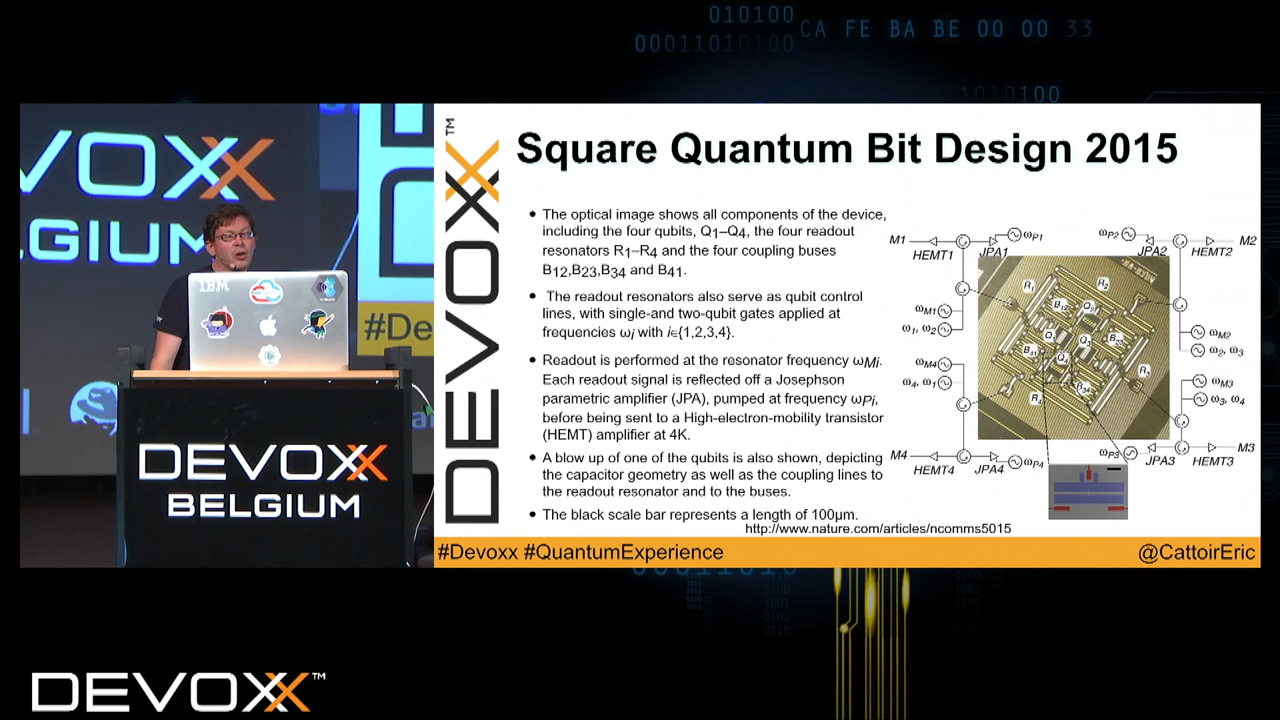 010100
00011010100
CA FE BA BE 00 00 33
1010100
VOXX
LGIUM
#De
IBM
DEVOXX
BELGIUM
DEVOXX™
Square Quantum Bit Design 2015
• The optical image shows all components of the device,
including the four qubits, Q1–Q4, the four readout
resonators R1–R4 and the four coupling buses
B12,B23,B34 and B41.
• The readout resonators also serve as qubit control
lines, with single-and two-qubit gates applied at
frequencies ωi with i∈{1,2,3,4}.
• Readout is performed at the resonator frequency ωMi.
Each readout signal is reflected off a Josephson
parametric amplifier (JPA), pumped at frequency ωPi,
before being sent to a High-electron-mobility transistor
(HEMT) amplifier at 4K.
• A blow up of one of the qubits is also shown, depicting
the capacitor geometry as well as the coupling lines to
the readout resonator and to the buses.
• The black scale bar represents a length of 100µm.
http://www.nature.com/articles/ncomms5015
M1
HEMT1
JPA1
ωP1
ωP2
JPA2
HEMT2
M2
ωM1
ω1, ω2
ωM2
ω2, ω3
ωM4
ω4, ω1
ωM3
ω3, ω4
R1
R2
B12
B34
M4
HEMT4
JPA4
ωP4
ωP3
JPA3
HEMT3
M3
#Devoxx #QuantumExperience
@CattoirEric
DEVOXX™